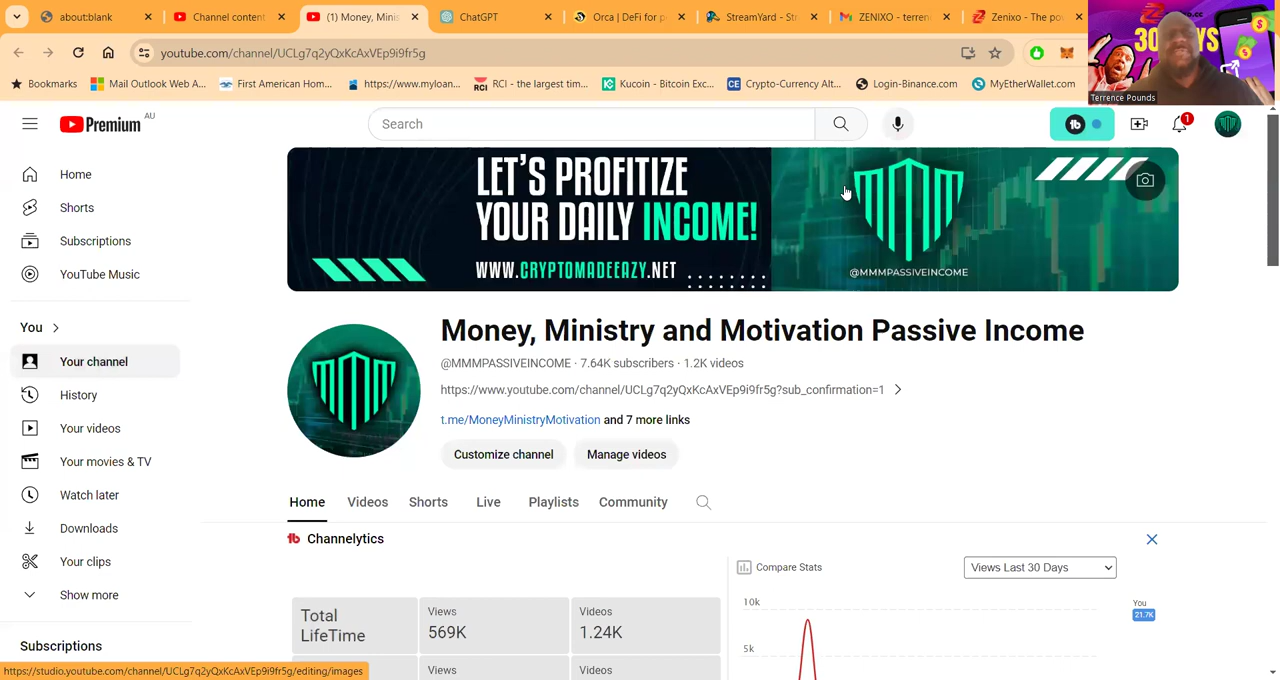 about:blank
Channel content
(1) Money, Minis
ChatGPT
Orca | DeFi for p
StreamYard - Str
ZENIXO - terren
Zenixo - The po
youtube.com/channel/UCLg7q2yQxKcAxVEp9i9fr5g
Bookmarks
Mail Outlook Web A...
First American Hom...
https://www.myloan...
RCI - the largest tim...
Kucoin - Bitcoin Exc...
Crypto-Currency Alt...
Login-Binance.com
MyEtherWallet.com
Terrence Pounds
Premium AU
Search
1
Home
Shorts
Subscriptions
YouTube Music
You
Your channel
History
Your videos
Your movies & TV
Watch later
Downloads
Your clips
Show more
Subscriptions
LET'S PROFITIZE
YOUR DAILY INCOME!
WWW.CRYPTOMADEEAZY.NET
@MMMPASSIVEINCOME
Money, Ministry and Motivation Passive Income
@MMMPASSIVEINCOME · 7.64K subscribers · 1.2K videos
https://www.youtube.com/channel/UCLg7q2yQxKcAxVEp9i9fr5g?sub_confirmation=1
t.me/MoneyMinistryMotivation and 7 more links
Customize channel
Manage videos
Home
Videos
Shorts
Live
Playlists
Community
Channelytics
Total
LifeTime
Views
569K
Videos
1.24K
Views
Videos
Compare Stats
Views Last 30 Days
10k
5k
You
21.7K
https://studio.youtube.com/channel/UCLg7q2yQxKcAxVEp9i9fr5g/editing/images